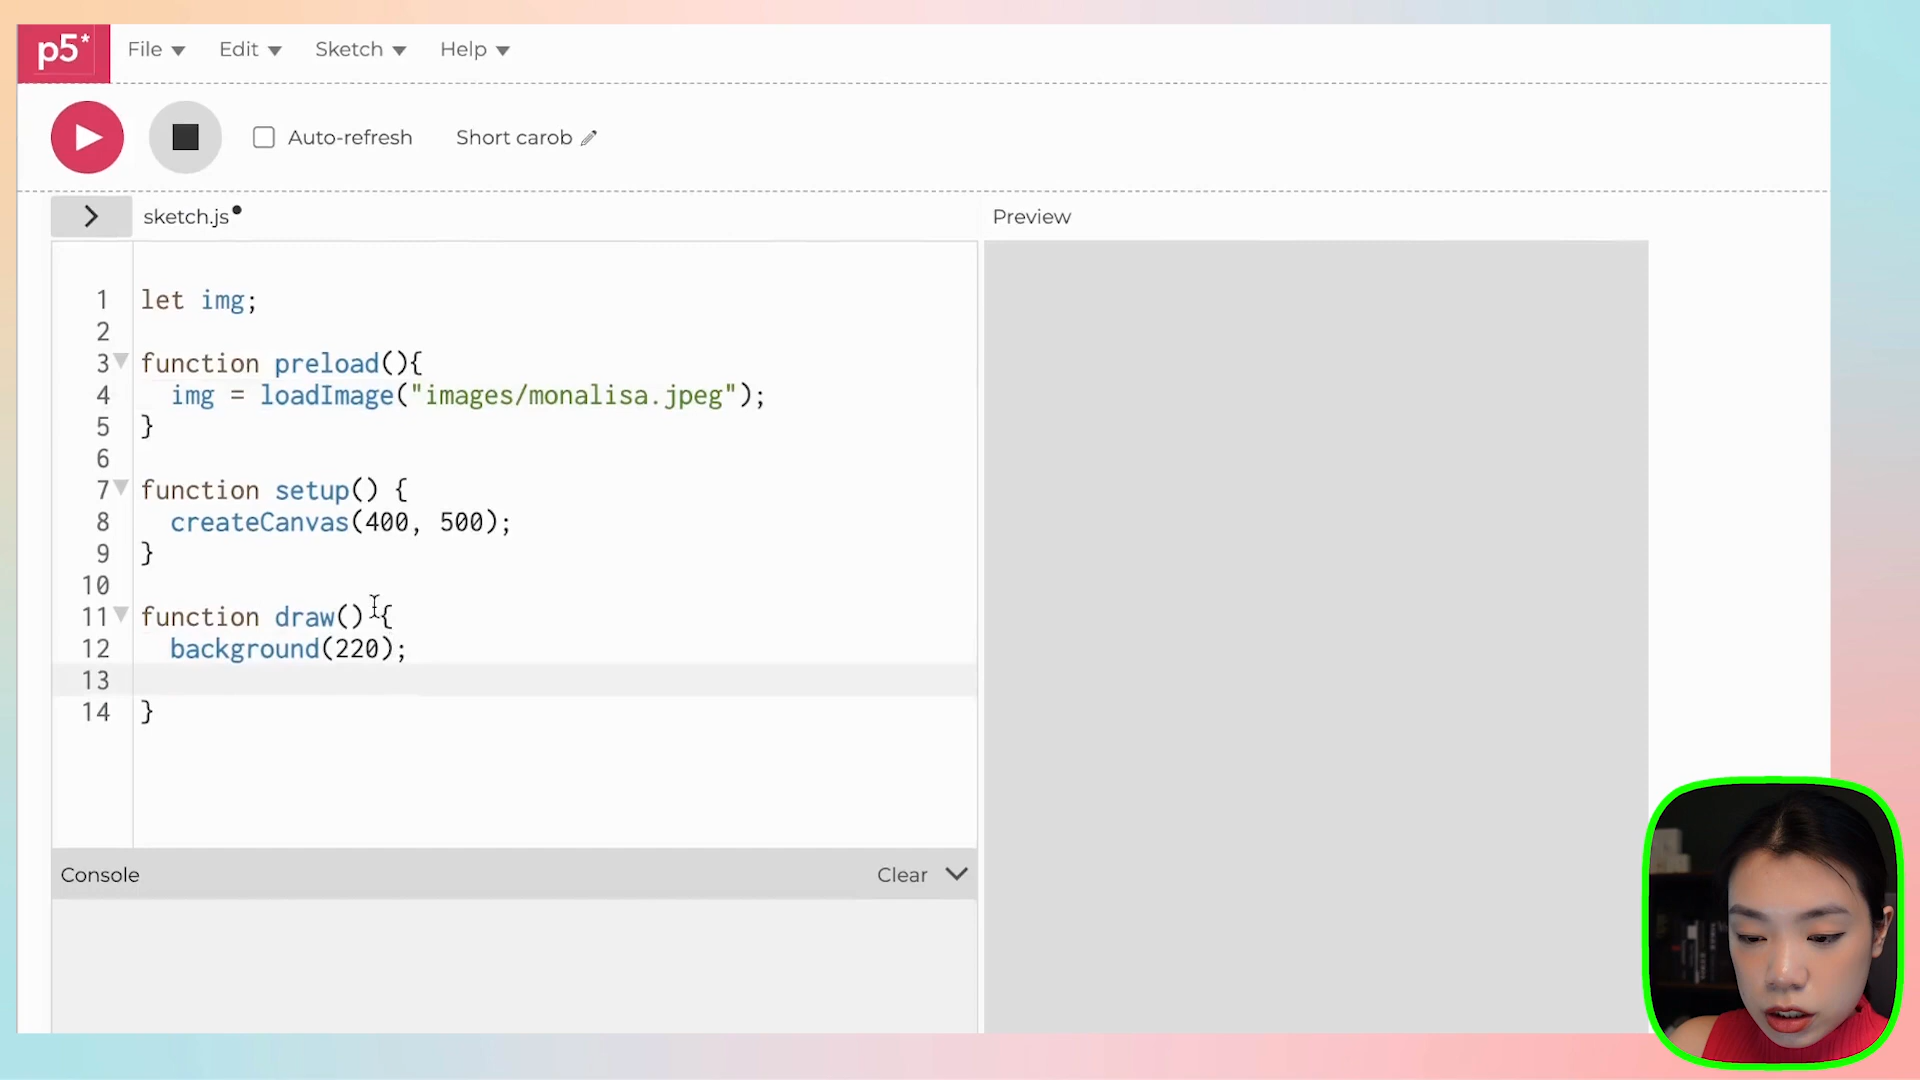 p5* File Edit Sketch Help
Auto-refresh Short carob
sketch.js
Preview
1 let img;
2
3 function preload(){
4 img = loadImage("images/monalisa.jpeg");
5 }
6
7 function setup() {
8 createCanvas(400, 500);
9 }
10
11 function draw() {
12 background(220);
13
14 }
Console Clear